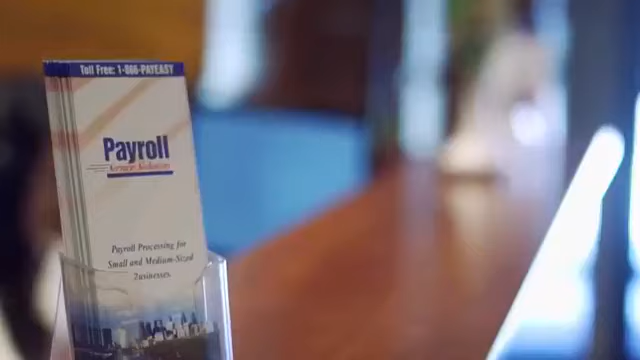 Toll Free: 1-866-PAYEASY
Payroll
Payroll Processing for
Small and Medium-Sized
Businesses